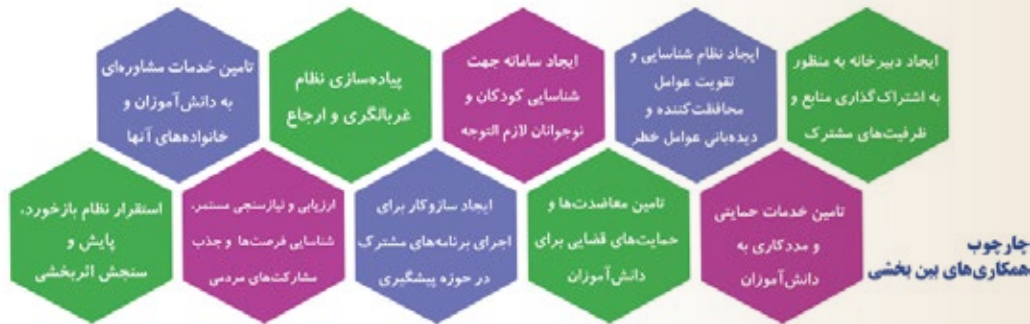 ایجاد دبیرخانه به منظور
به اشتراک گذاری منابع و
ظرفیت‌های مشترک
ایجاد نظام شناسایی و
تقویت عوامل
محافظت‌کننده و
دیده‌بانی عوامل خطر
ایجاد سامانه جهت
شناسایی کودکان و
نوجوانان لازم التوجه
پیاده‌سازی نظام
غربالگری و ارجاع
تامین خدمات مشاوره‌ای
به دانش‌آموزان و
خانواده‌های آنها
تامین خدمات حمایتی
و مددکاری به
دانش‌آموزان
تامین معاضدت‌ها و
حمایت‌های قضایی برای
دانش‌آموزان
ایجاد سازوکار برای
اجرای برنامه‌های مشترک
در حوزه پیشگیری
ارزیابی و نیازسنجی مستمر،
شناسایی فرصت‌ها و جذب
مشارکت‌های مردمی
استقرار نظام بازخورد،
پایش و
سنجش اثربخشی
چارچوب
همکاری‌های بین بخشی